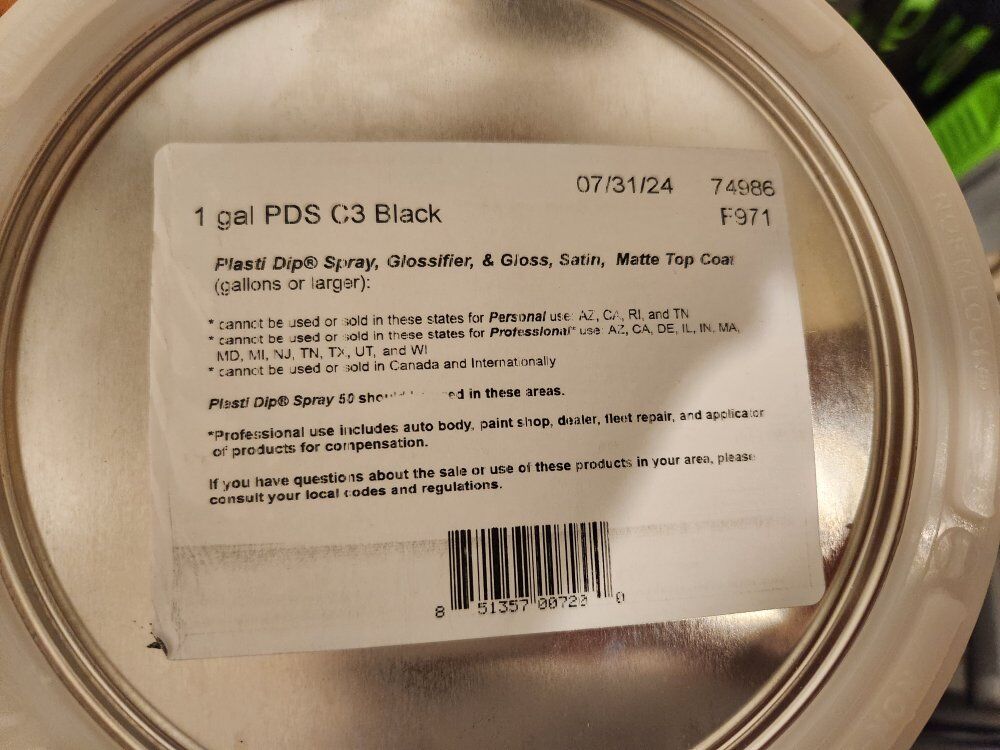 07/31/24 74986
1 gal PDS C3 Black F971
Plasti Dip® Spray, Glossifier, & Gloss, Satin, Matte Top Coat
(gallons or larger):
* cannot be used or sold in these states for Personal use: AZ, CA, RI, and TN
* cannot be used or sold in these states for Professional* use: AZ, CA, DE, IL, IN, MA,
MD, MI, NJ, TN, TX, UT, and WI
* cannot be used or sold in Canada and Internationally
Plasti Dip® Spray 50 in these areas.
*Professional use includes auto body, paint shop, dealer, fleet repair, and applicator
of products for compensation.
If you have questions about the sale or use of these products in your area, please
consult your local codes and regulations.
8 51357 00720 0